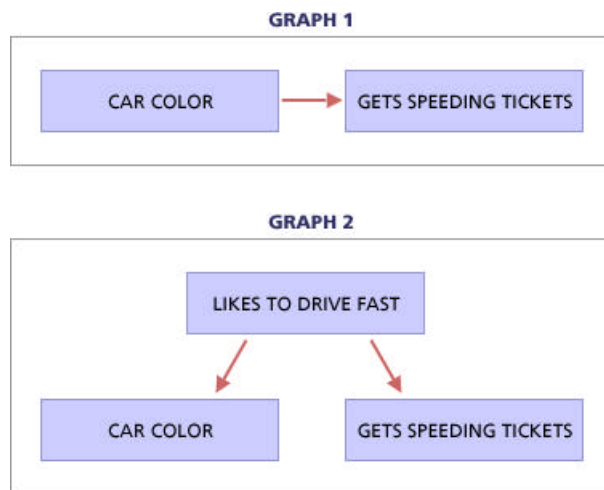 GRAPH 1
CAR COLOR
GETS SPEEDING TICKETS
GRAPH 2
LIKES TO DRIVE FAST
CAR COLOR
GETS SPEEDING TICKETS